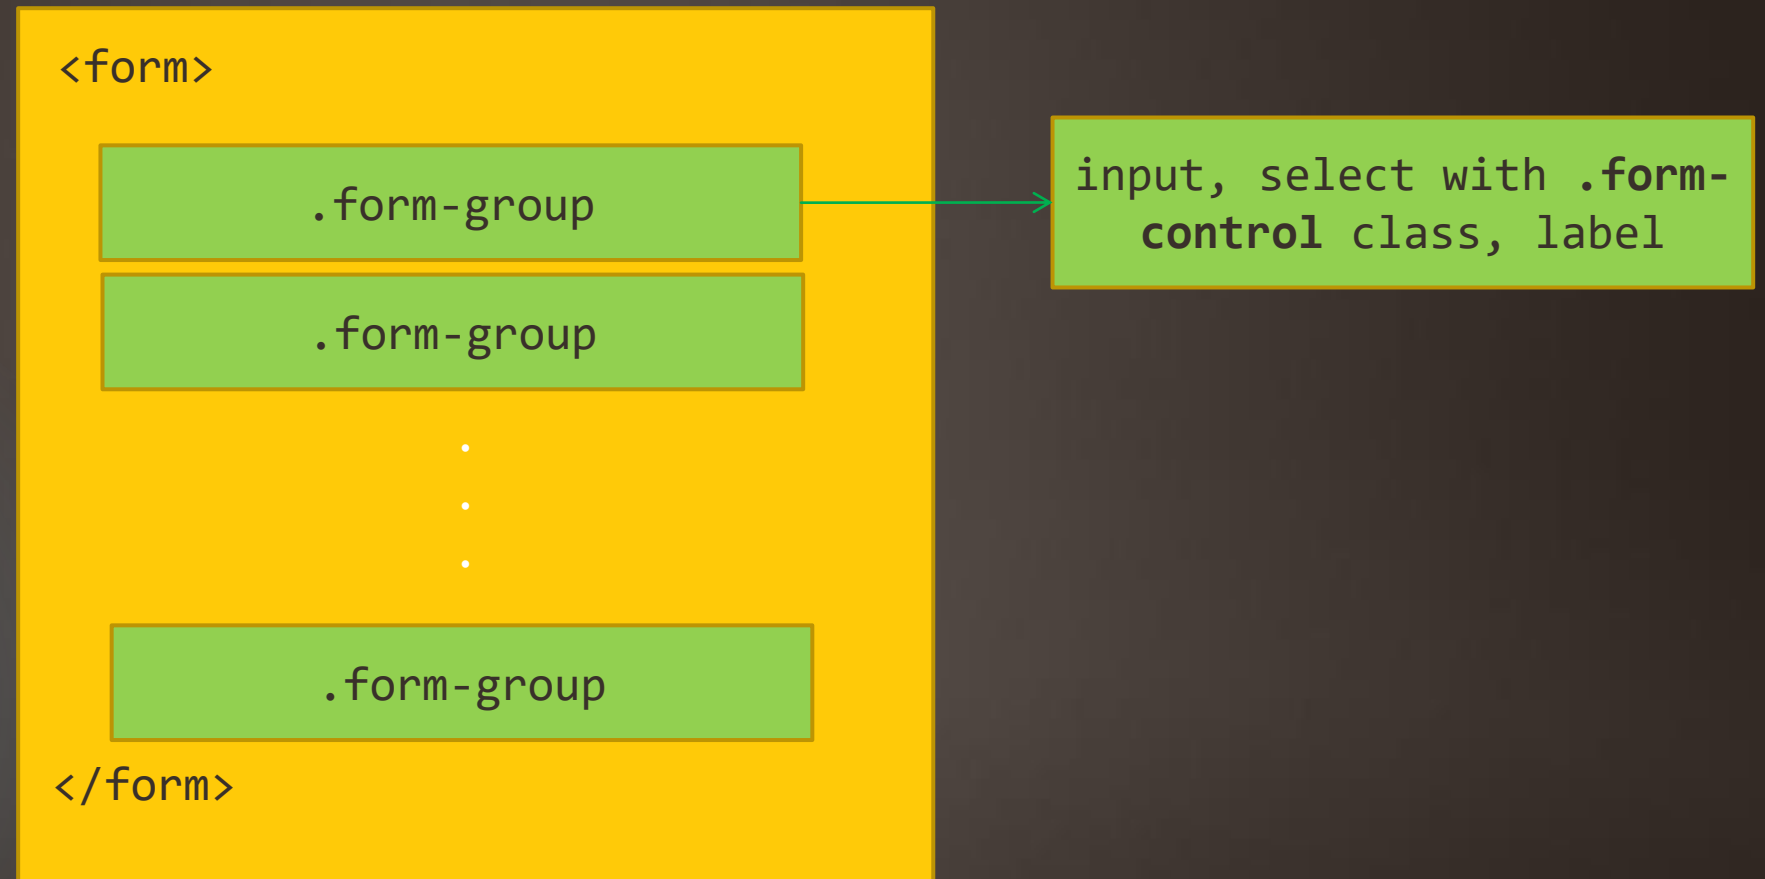 <form>
.form-group
input, select with .form-
control class, label
.form-group
.
.
.
.form-group
</form>